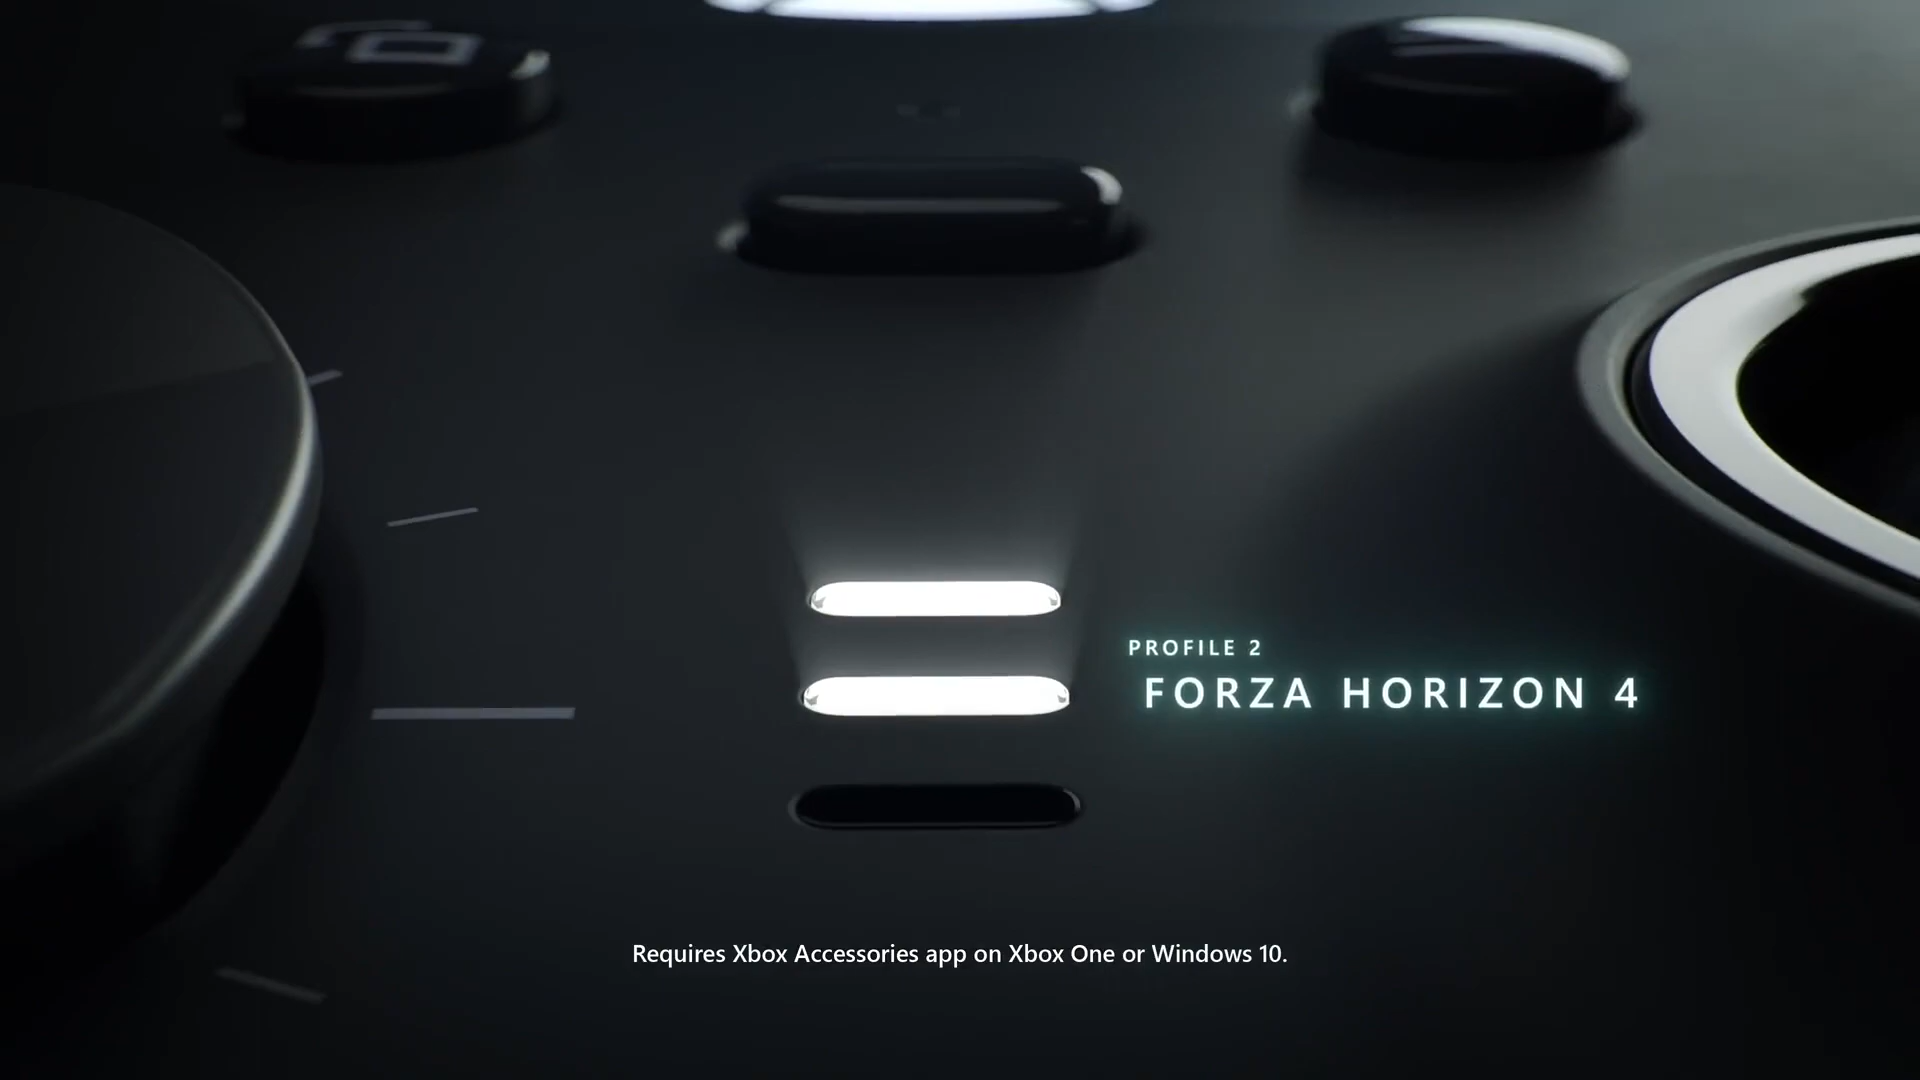 PROFILE 2
FORZA HORIZON 4
Requires Xbox Accessories app on Xbox One or Windows 10.